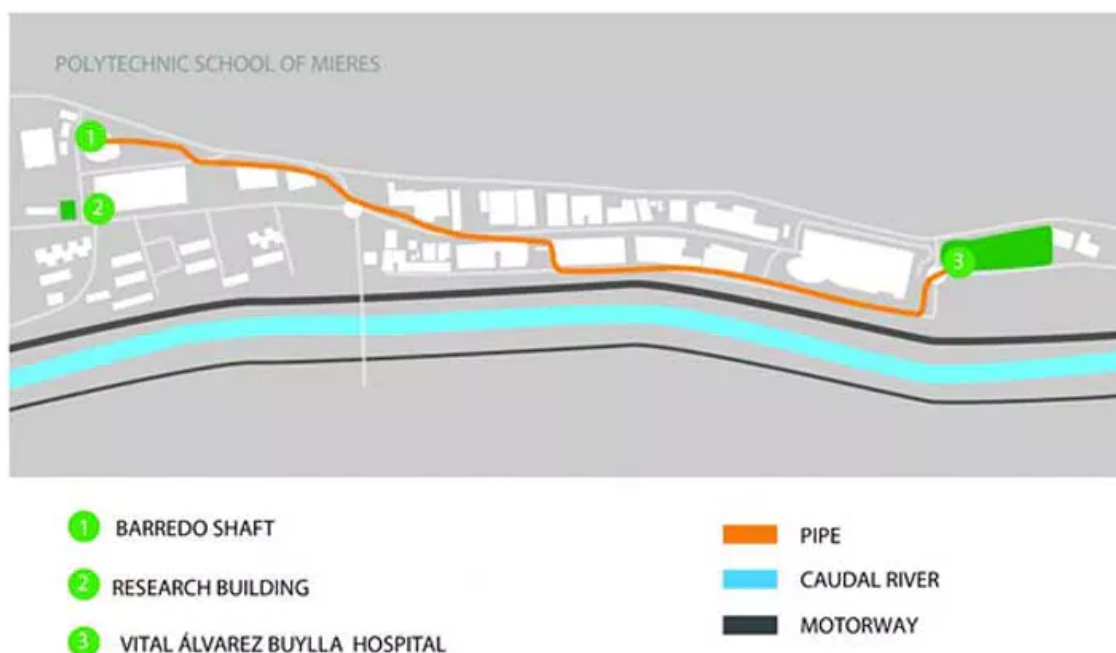 POLYTECHNIC SCHOOL OF MIERES
1
2
3
1 BARREDO SHAFT
2 RESEARCH BUILDING
3 VITAL ÁLVAREZ BUYLLA HOSPITAL
PIPE
CAUDAL RIVER
MOTORWAY